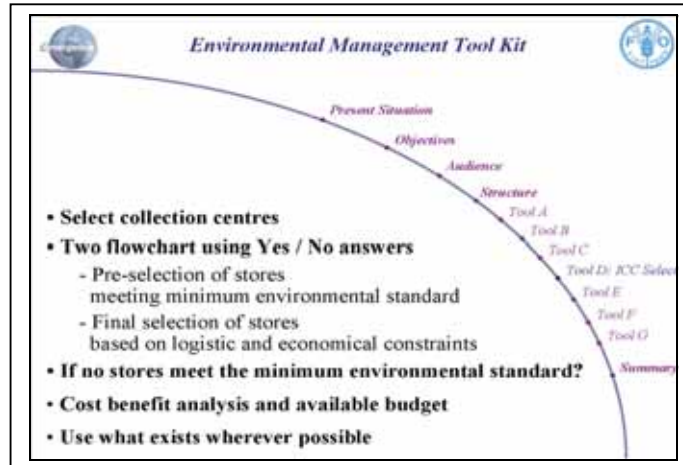 Environmental Management Tool Kit
Present Situation
Objectives
Audience
Structure
Tool A
Tool B
Tool C
Tool D: ICC Select
Tool E
Tool F
Tool G
Summary
• Select collection centres
• Two flowchart using Yes / No answers
- Pre-selection of stores
meeting minimum environmental standard
- Final selection of stores
based on logistic and economical constraints
• If no stores meet the minimum environmental standard?
• Cost benefit analysis and available budget
• Use what exists wherever possible